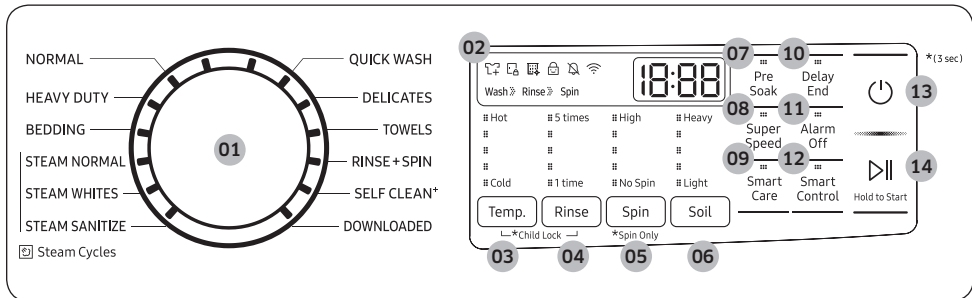 NORMAL
HEAVY DUTY
BEDDING
STEAM NORMAL
STEAM WHITES
STEAM SANITIZE
Steam Cycles
01
QUICK WASH
DELICATES
TOWELS
RINSE+SPIN
SELF CLEAN+
DOWNLOADED
02
Wash》 Rinse》 Spin
18:88
Hot 5 times High Heavy
Cold 1 time No Spin Light
Temp. Rinse Spin Soil
*Child Lock *Spin Only
03 04 05 06
07 10
Pre Soak
Delay End
08 11
Super Speed
Alarm Off
09 12
Smart Care
Smart Control
*(3 sec)
13
14
Hold to Start